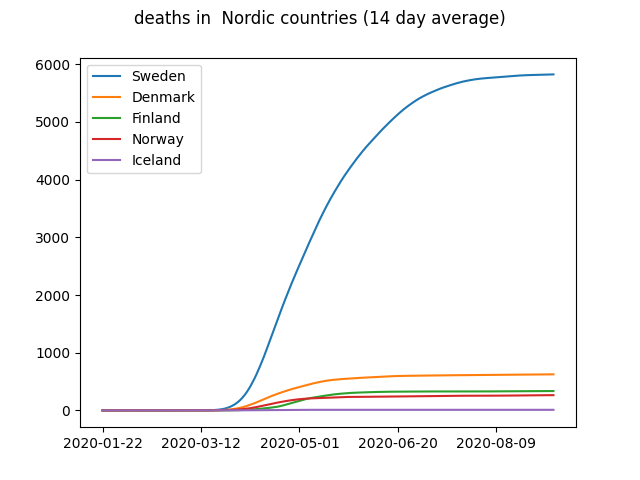 deaths in  Nordic countries (14 day average)
6000
5000
4000
3000
2000
1000
0
Sweden
Denmark
Finland
Norway
Iceland
2020-01-22 2020-03-12 2020-05-01 2020-06-20 2020-08-09